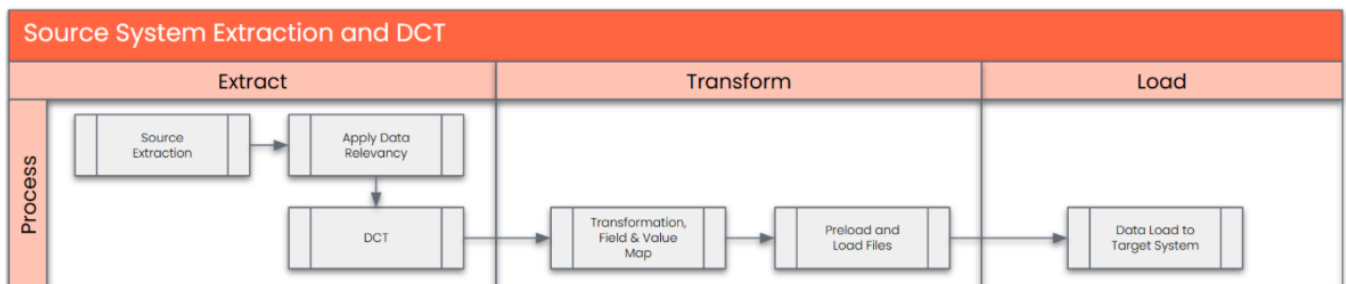 Source System Extraction and DCT
Extract
Transform
Load
Process
Source
Extraction
Apply Data
Relevancy
DCT
Transformation,
Field & Value
Map
Preload and
Load Files
Data Load to
Target System